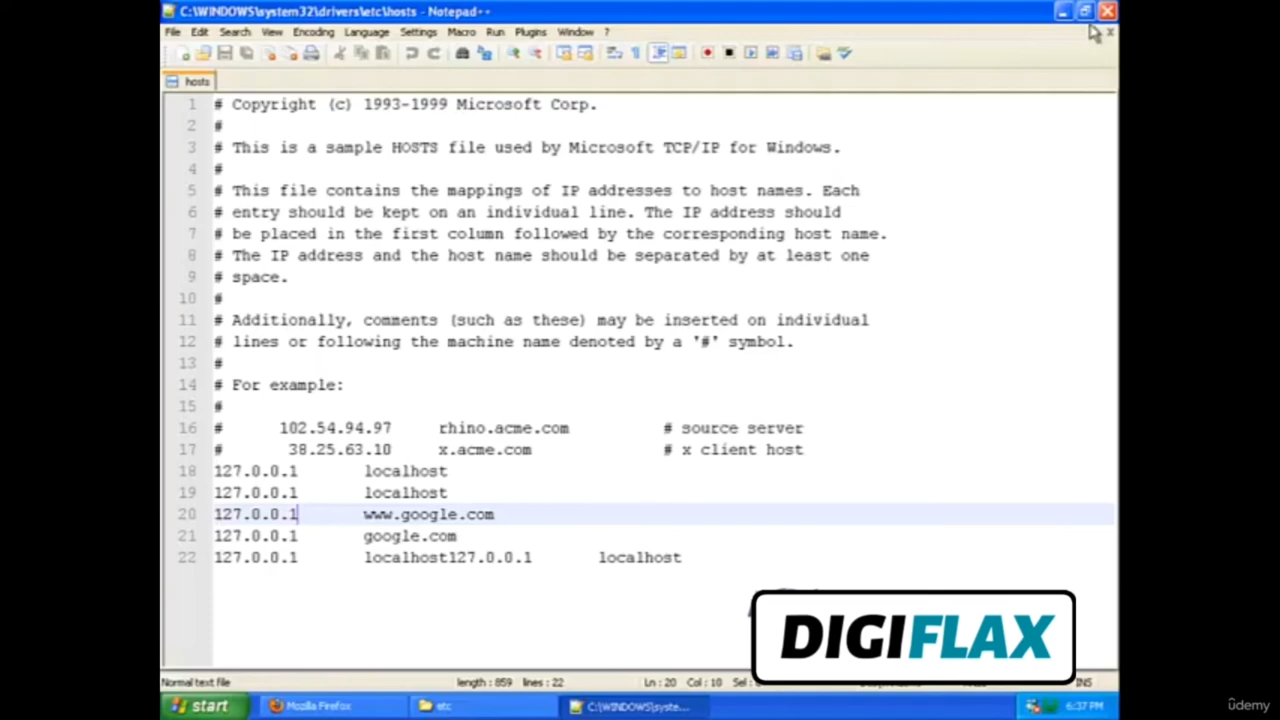 C:\WINDOWS\system32\drivers\etc\hosts - Notepad++
File Edit Search View Encoding Language Settings Macro Run Plugins Window ?
hosts
1 # Copyright (c) 1993-1999 Microsoft Corp.
2 #
3 # This is a sample HOSTS file used by Microsoft TCP/IP for Windows.
4 #
5 # This file contains the mappings of IP addresses to host names. Each
6 # entry should be kept on an individual line. The IP address should
7 # be placed in the first column followed by the corresponding host name.
8 # The IP address and the host name should be separated by at least one
9 # space.
10 #
11 # Additionally, comments (such as these) may be inserted on individual
12 # lines or following the machine name denoted by a '#' symbol.
13 #
14 # For example:
15 #
16 # 102.54.94.97 rhino.acme.com # source server
17 # 38.25.63.10 x.acme.com # x client host
18 127.0.0.1 localhost
19 127.0.0.1 localhost
20 127.0.0.1 www.google.com
21 127.0.0.1 google.com
22 127.0.0.1 localhost127.0.0.1 localhost
DIGIFLAX
Normal text file length : 859 lines : 22 Ln : 20 Col : 10 Sel : INS
start Mozilla Firefox etc C:\WINDOWS\syste... 6:37 PM
udemy